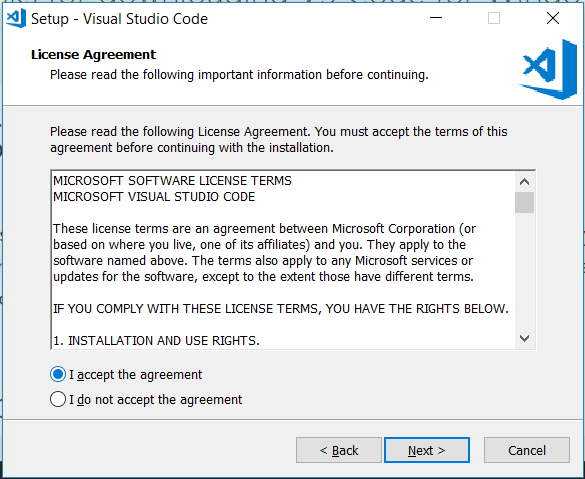 Setup - Visual Studio Code
License Agreement
Please read the following important information before continuing.
Please read the following License Agreement. You must accept the terms of this
agreement before continuing with the installation.
MICROSOFT SOFTWARE LICENSE TERMS
MICROSOFT VISUAL STUDIO CODE
These license terms are an agreement between Microsoft Corporation (or
based on where you live, one of its affiliates) and you. They apply to the
software named above. The terms also apply to any Microsoft services or
updates for the software, except to the extent those have different terms.
IF YOU COMPLY WITH THESE LICENSE TERMS, YOU HAVE THE RIGHTS BELOW.
1. INSTALLATION AND USE RIGHTS.
I accept the agreement
I do not accept the agreement
< Back
Next >
Cancel